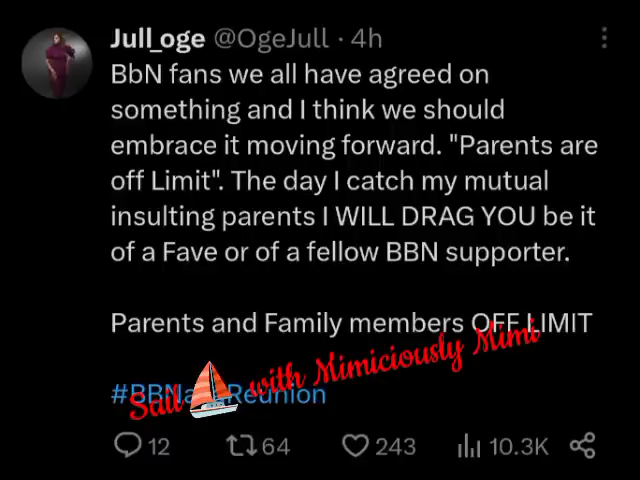 Jull_oge @OgeJull · 4h
BbN fans we all have agreed on
something and I think we should
embrace it moving forward. "Parents are
off Limit". The day I catch my mutual
insulting parents I WILL DRAG YOU be it
of a Fave or of a fellow BBN supporter.
Parents and Family members OFF LIMIT
Sail with Mimiciously Mimi
12 64 243 10.3K